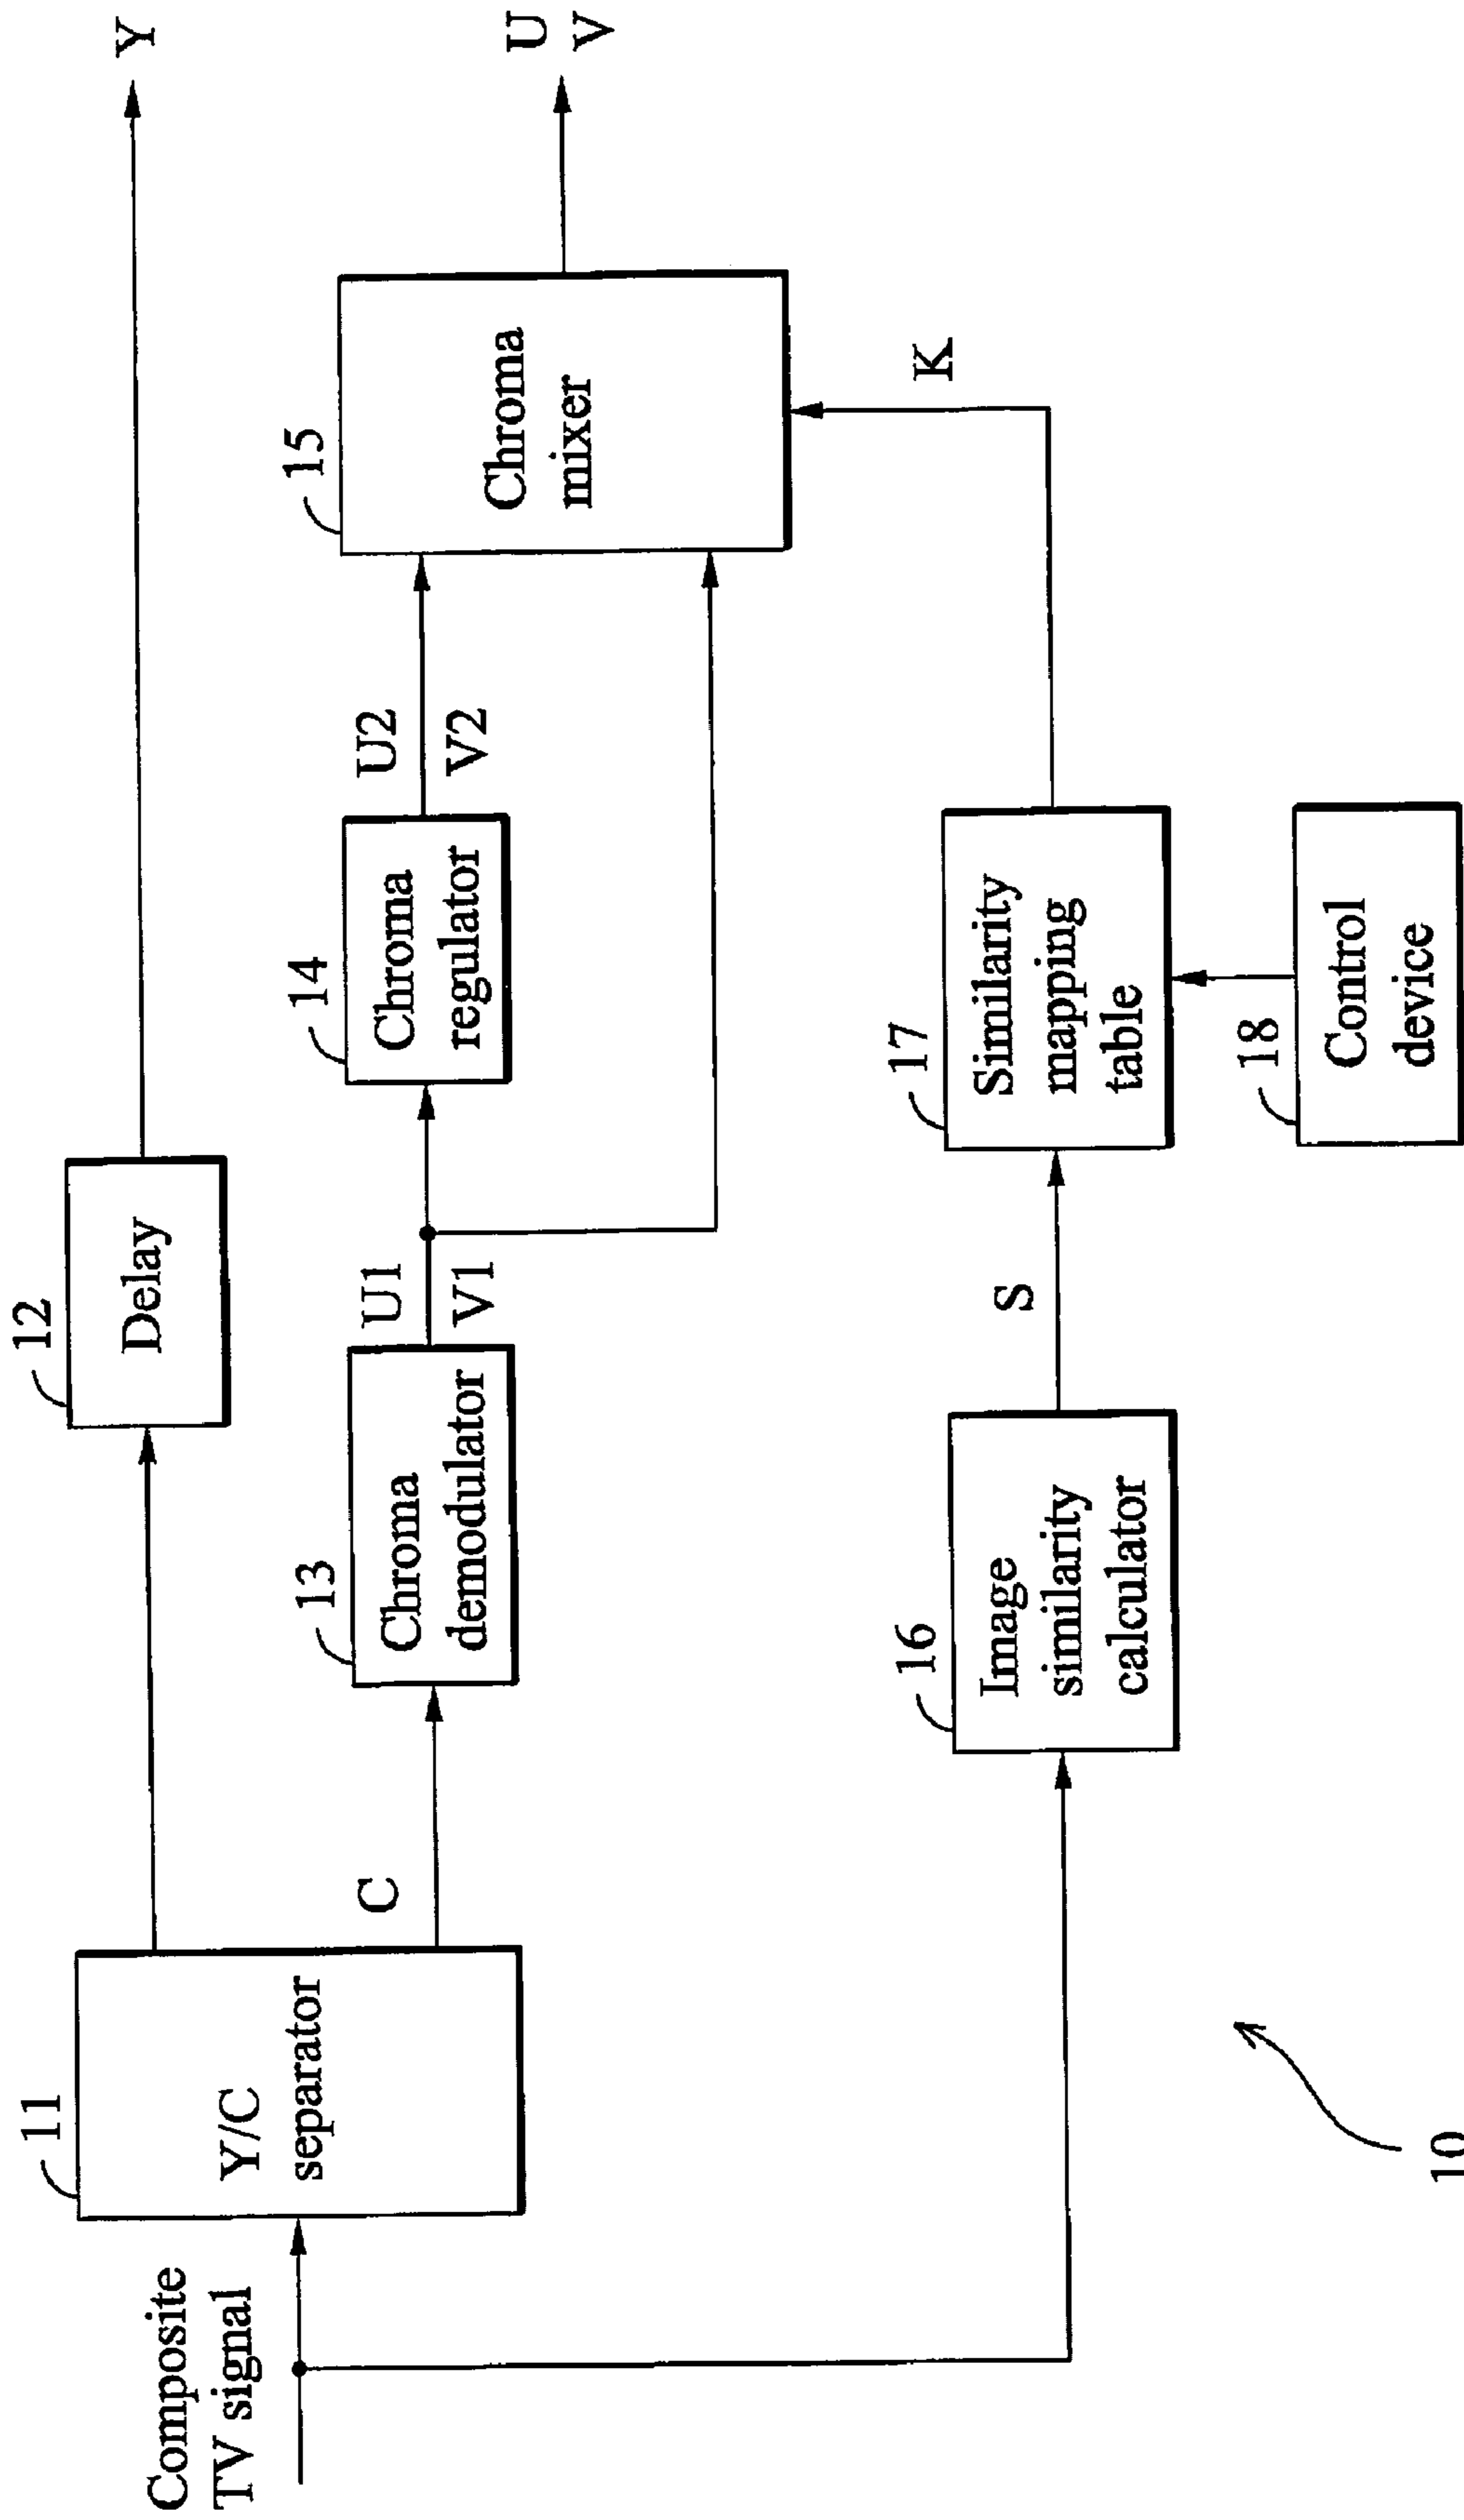 Composite
TV signal
11
Y/C
separator
C
12
Delay
Y
13
Chroma
demodulator
U1
V1
14
Chroma
regulator
U2
V2
15
Chroma
mixer
U
V
16
Image
similarity
calculator
S
17
Similarity
mapping
table
K
18
Control
device
10